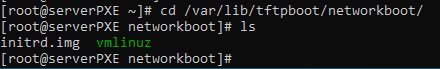 [root@serverPXE ~]# cd /var/lib/tftpboot/networkboot/
[root@serverPXE networkboot]# ls
initrd.img  vmlinuz
[root@serverPXE networkboot]#